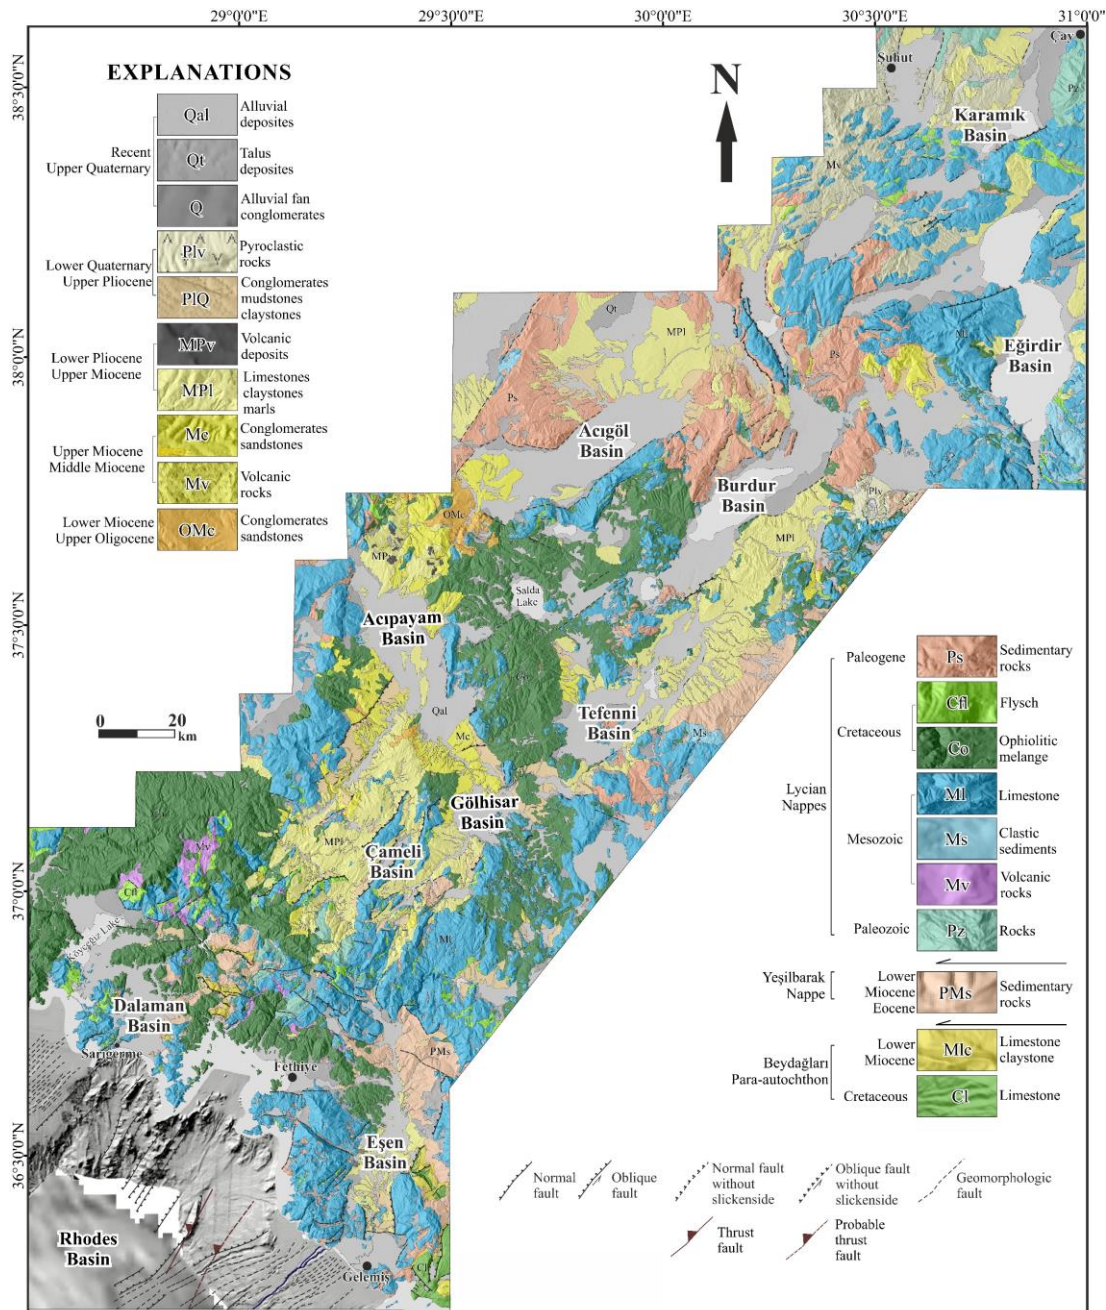 29°0'0"E
29°30'0"E
30°0'0"E
30°30'0"E
31°0'0"E
38°30'0"N
38°0'0"N
37°30'0"N
37°0'0"N
36°30'0"N
EXPLANATIONS
Recent
Upper Quaternary
Qal
Alluvial
deposites
Qt
Talus
deposites
Q
Alluvial fan
conglomerates
Lower Quaternary
Upper Pliocene
Plv
Pyroclastic
rocks
PlQ
Conglomerates
mudstones
claystones
Lower Pliocene
Upper Miocene
MPv
Volcanic
deposits
MPl
Limestones
claystones
marls
Upper Miocene
Middle Miocene
Mc
Conglomerates
sandstones
Mv
Volcanic
rocks
Lower Miocene
Upper Oligocene
OMc
Conglomerates
sandstones
N
Çay
Şuhut
Pz
Karamık
Basin
Mv
Qt
MPl
Ml
Eğirdir
Basin
Ps
Ps
Acıgöl
Basin
Burdur
Basin
Plv
OMc
MPl
Salda
Lake
Acıpayam
Basin
Co
Qal
Tefenni
Basin
Ms
Mc
Gölhisar
Basin
0 20
km
MPl
Çameli
Basin
Mv
Cfl
Köyceğiz Lake
Ml
Dalaman
Basin
Sarıgerme
Fethiye
PMs
Eşen
Basin
Rhodes
Basin
Gelemiş
Cl
Lycian
Nappes
Paleogene
Ps
Sedimentary
rocks
Cretaceous
Cfl
Flysch
Co
Ophiolitic
melange
Mesozoic
Ml
Limestone
Ms
Clastic
sediments
Mv
Volcanic
rocks
Paleozoic
Pz
Rocks
Yeşilbarak
Nappe
Lower
Miocene
Eocene
PMs
Sedimentary
rocks
Beydağları
Para-autochthon
Lower
Miocene
Mlc
Limestone
claystone
Cretaceous
Cl
Limestone
Normal
fault
Oblique
fault
Normal fault
without
slickenside
Oblique fault
without
slickenside
Geomorphologic
fault
Thrust
fault
Probable
thrust
fault